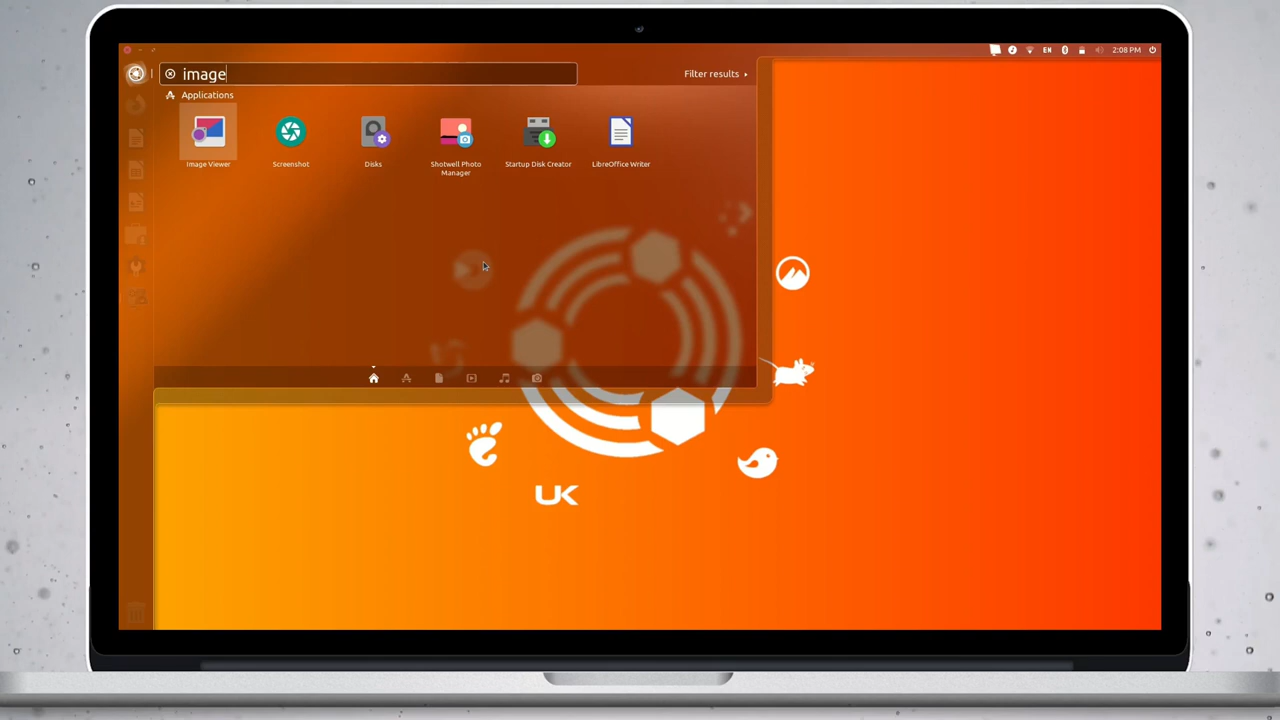 EN
2:08 PM
image
Filter results
Applications
Image Viewer
Screenshot
Disks
Shotwell Photo
Manager
Startup Disk Creator
LibreOffice Writer
UK